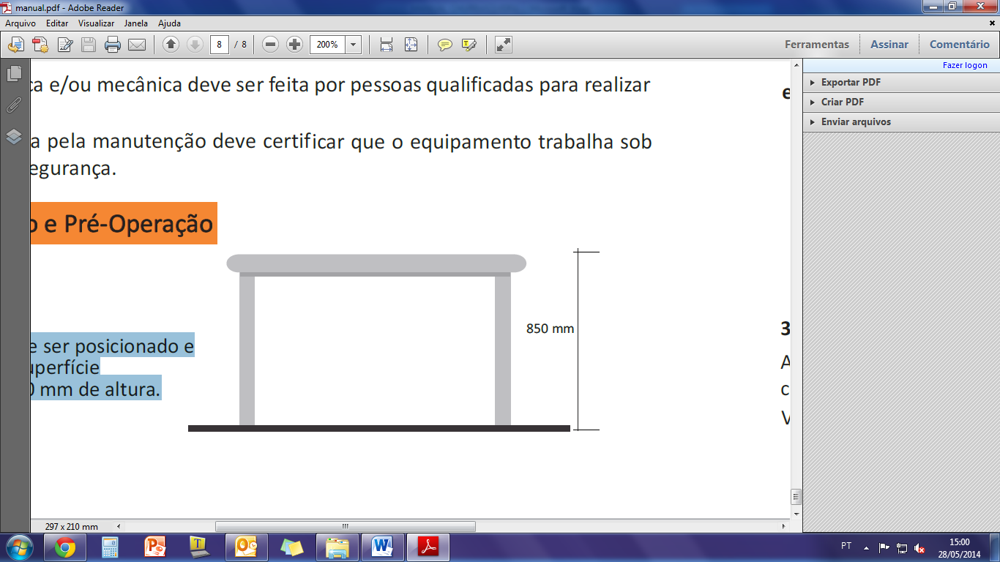 manual.pdf - Adobe Reader
Arquivo Editar Visualizar Janela Ajuda
8 / 8 200% Ferramentas Assinar Comentário
Fazer logon
Exportar PDF
Criar PDF
Enviar arquivos
ca e/ou mecânica deve ser feita por pessoas qualificadas para realizar
a pela manutenção deve certificar que o equipamento trabalha sob
egurança.
o e Pré-Operação
850 mm
e ser posicionado e
uperfície
0 mm de altura.
e
3
A
c
V
297 x 210 mm
PT 15:00
28/05/2014